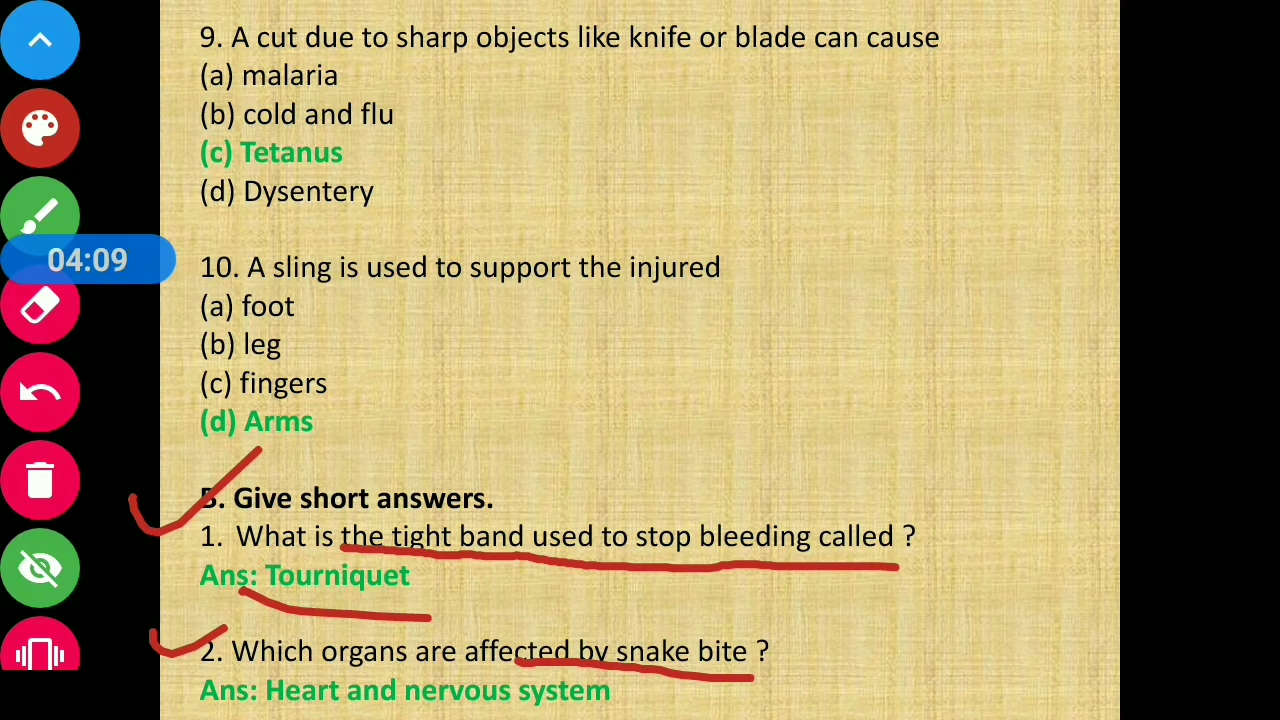 9. A cut due to sharp objects like knife or blade can cause
(a) malaria
(b) cold and flu
(c) Tetanus
(d) Dysentery
04:09
10. A sling is used to support the injured
(a) foot
(b) leg
(c) fingers
(d) Arms
B. Give short answers.
1. What is the tight band used to stop bleeding called ?
Ans: Tourniquet
2. Which organs are affected by snake bite ?
Ans: Heart and nervous system